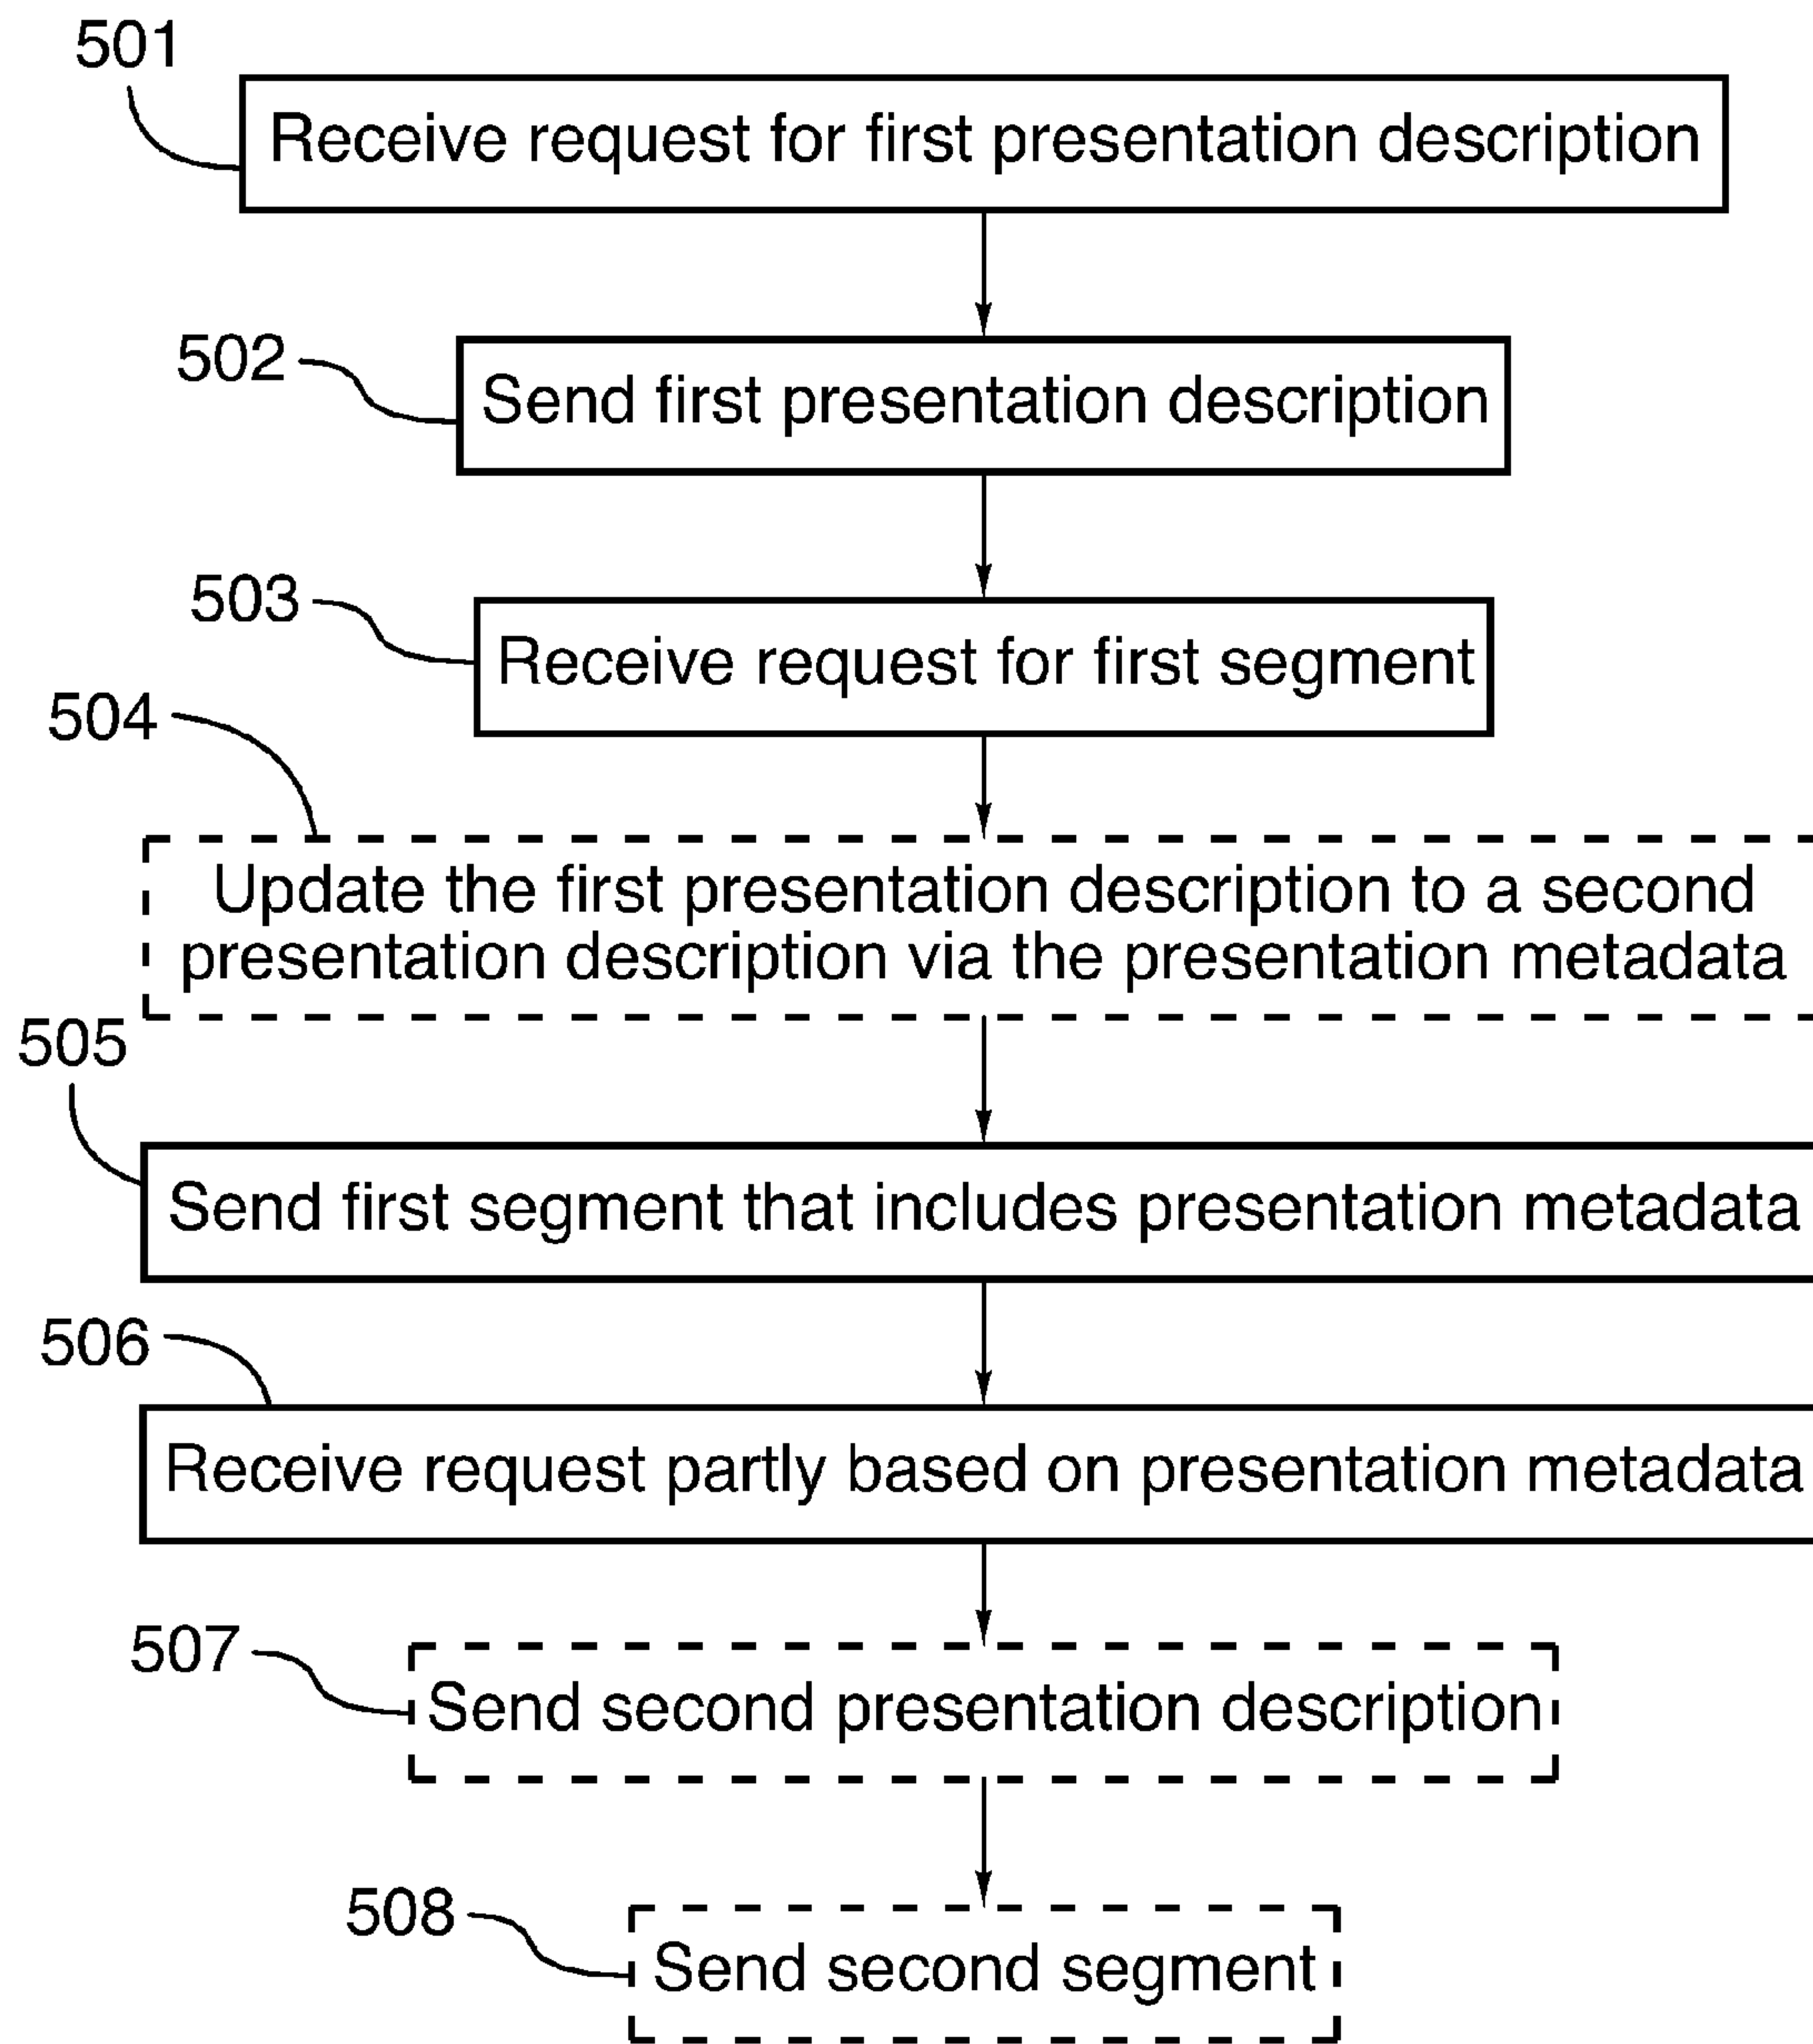 501
Receive request for first presentation description
502
Send first presentation description
503
Receive request for first segment
504
Update the first presentation description to a second
presentation description via the presentation metadata
505
Send first segment that includes presentation metadata
506
Receive request partly based on presentation metadata
507
Send second presentation description
508
Send second segment